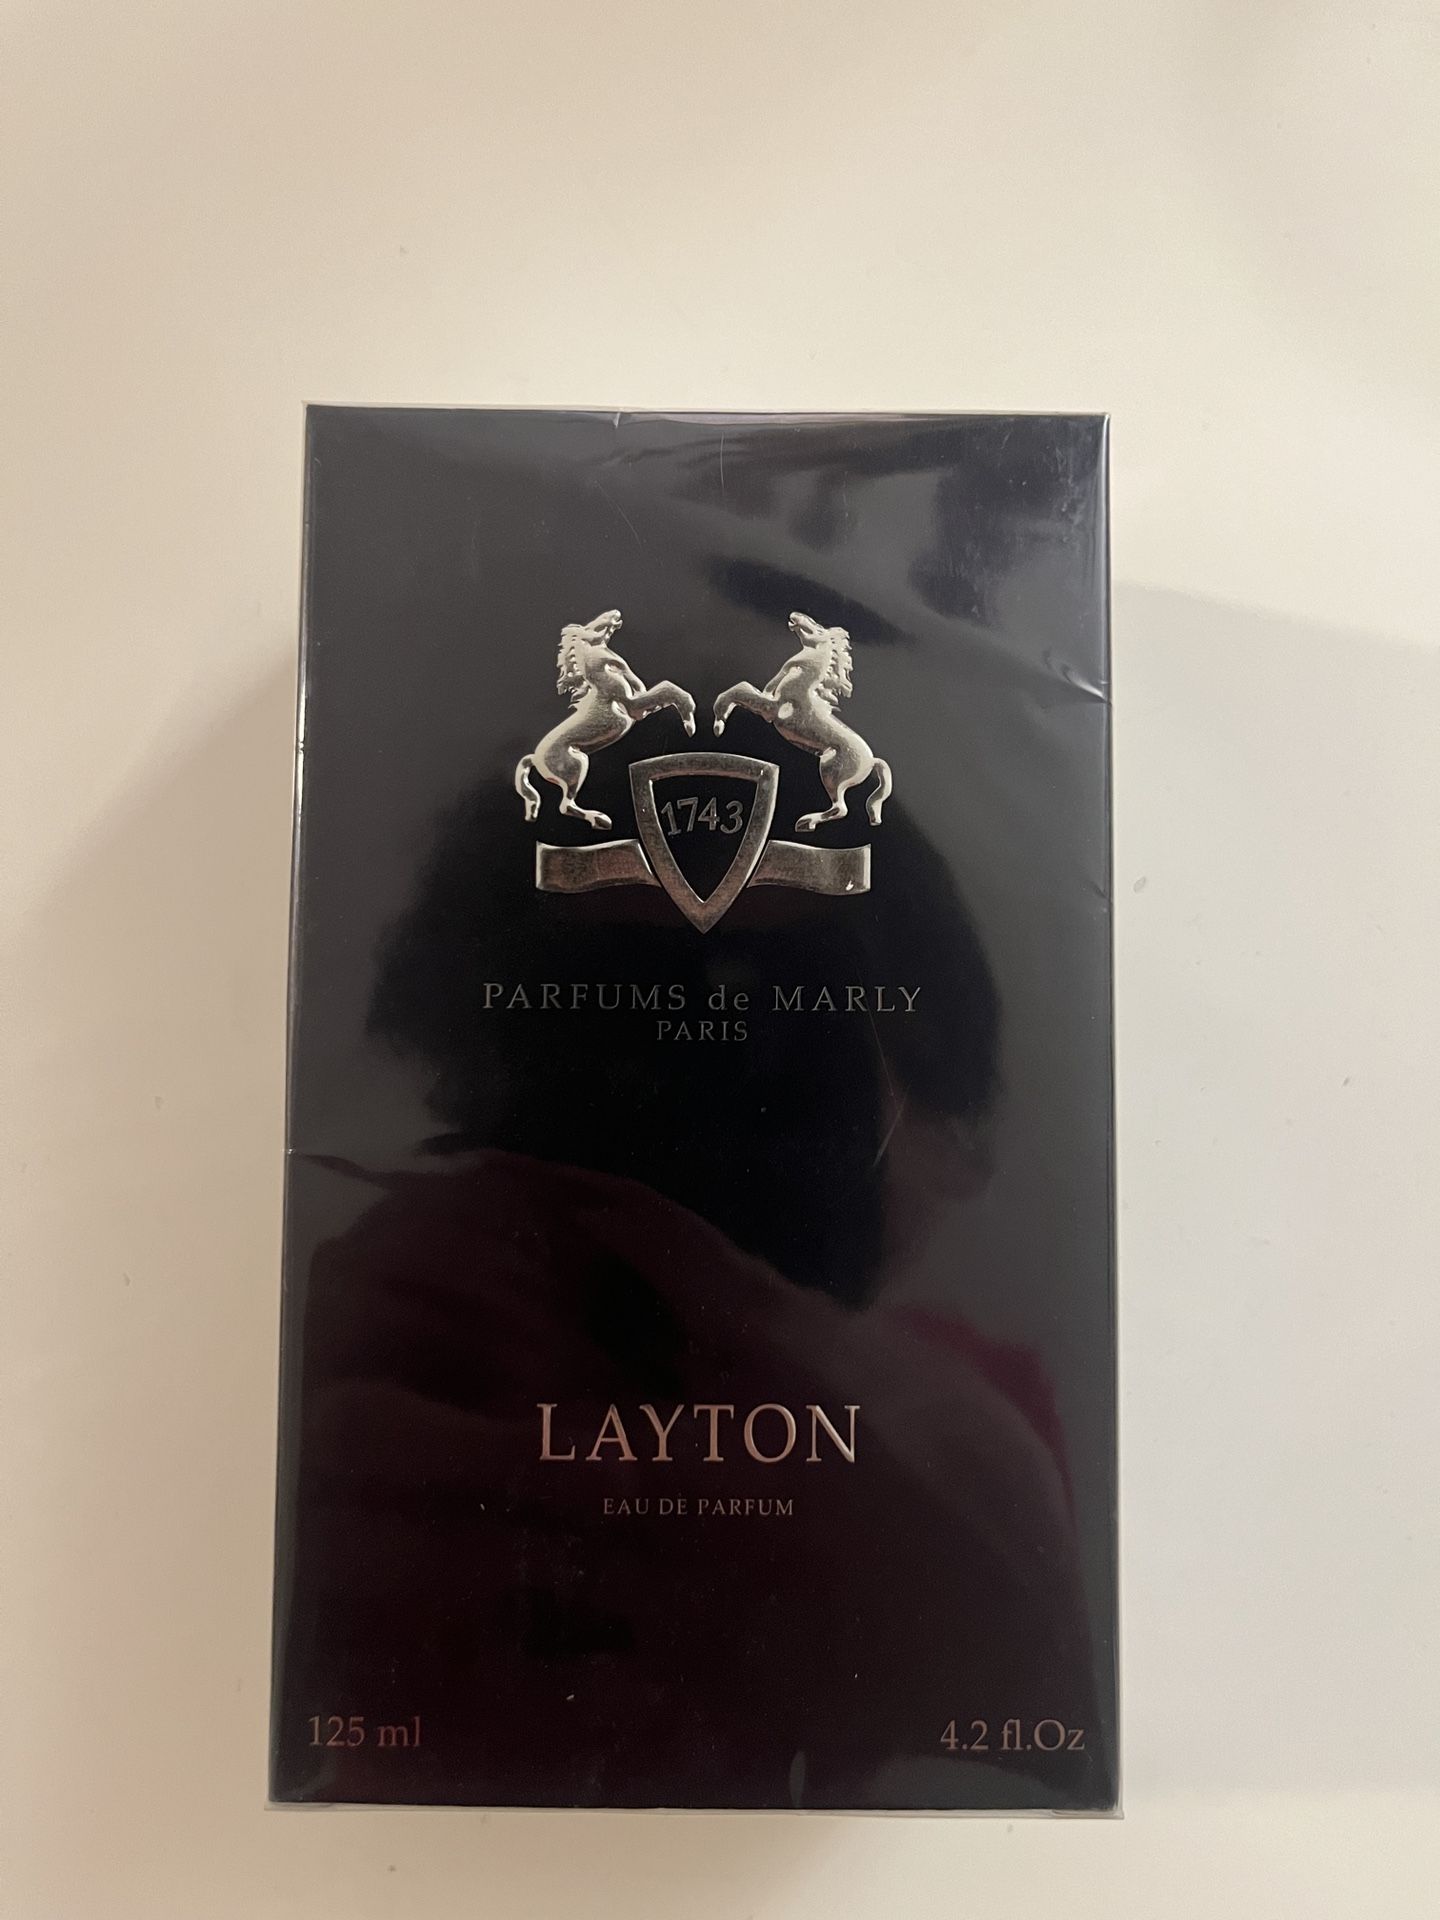 1743
PARFUMS de MARLY
PARIS
LAYTON
EAU DE PARFUM
125 ml
4.2 fl.Oz